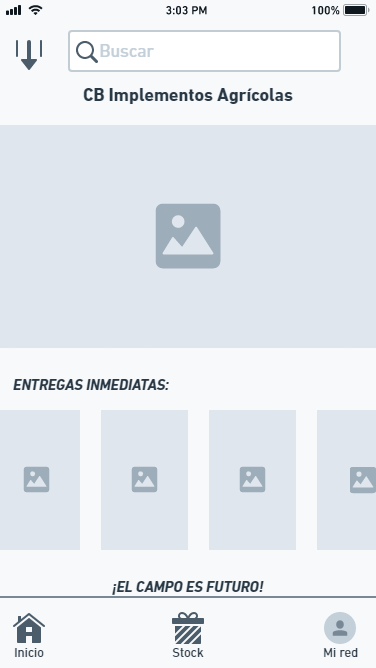 3:03 PM
100%
Buscar
CB Implementos Agrícolas
ENTREGAS INMEDIATAS:
¡EL CAMPO ES FUTURO!
Inicio
Stock
Mi red